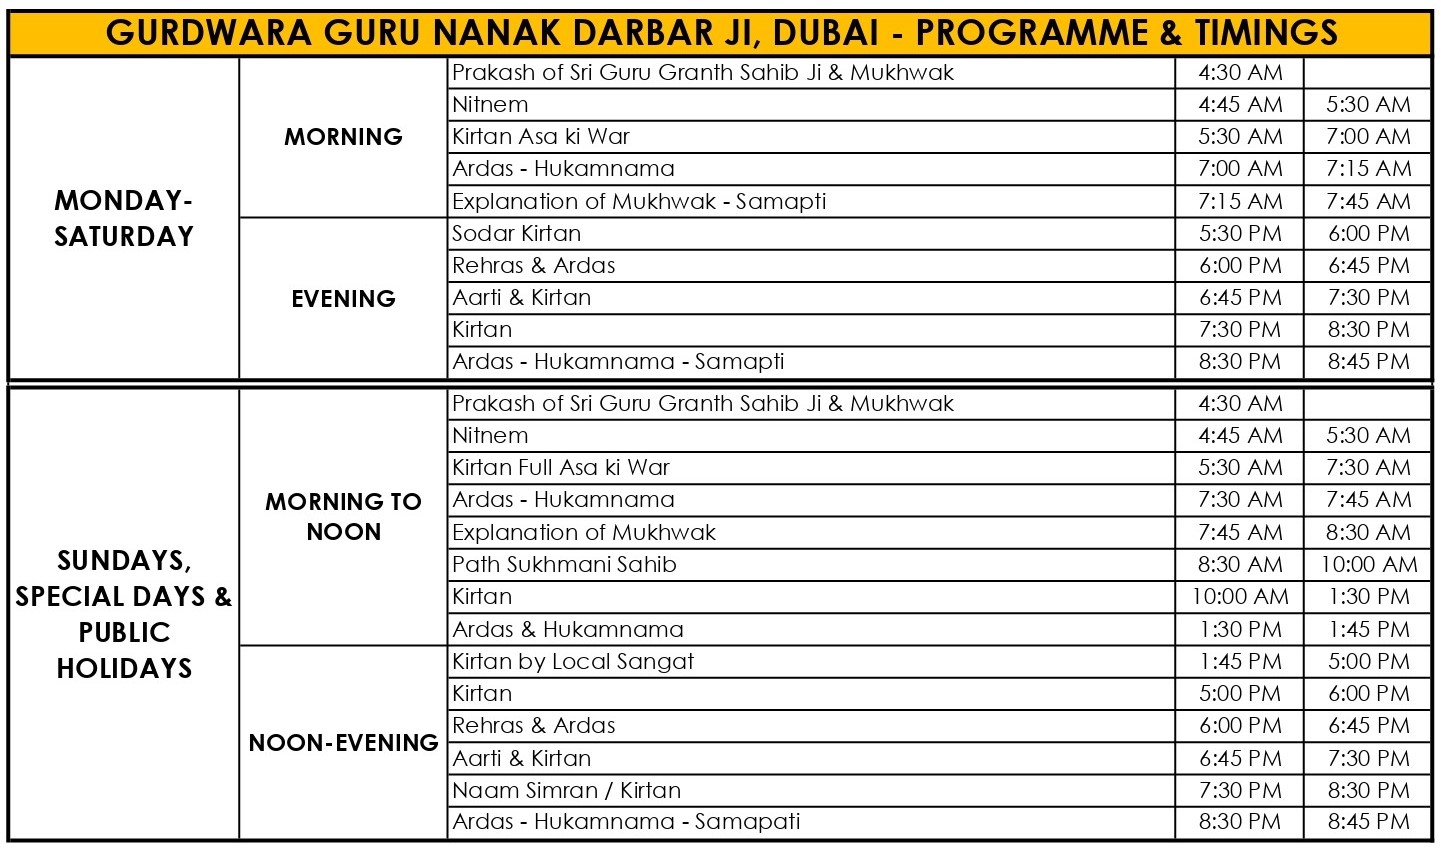 GURDWARA GURU NANAK DARBAR JI, DUBAI - PROGRAMME & TIMINGS
MONDAY-
SATURDAY
MORNING
Prakash of Sri Guru Granth Sahib Ji & Mukhwak 4:30 AM
Nitnem 4:45 AM 5:30 AM
Kirtan Asa ki War 5:30 AM 7:00 AM
Ardas - Hukamnama 7:00 AM 7:15 AM
Explanation of Mukhwak - Samapti 7:15 AM 7:45 AM
EVENING
Sodar Kirtan 5:30 PM 6:00 PM
Rehras & Ardas 6:00 PM 6:45 PM
Aarti & Kirtan 6:45 PM 7:30 PM
Kirtan 7:30 PM 8:30 PM
Ardas - Hukamnama - Samapti 8:30 PM 8:45 PM
SUNDAYS,
SPECIAL DAYS &
PUBLIC
HOLIDAYS
MORNING TO
NOON
Prakash of Sri Guru Granth Sahib Ji & Mukhwak 4:30 AM
Nitnem 4:45 AM 5:30 AM
Kirtan Full Asa ki War 5:30 AM 7:30 AM
Ardas - Hukamnama 7:30 AM 7:45 AM
Explanation of Mukhwak 7:45 AM 8:30 AM
Path Sukhmani Sahib 8:30 AM 10:00 AM
Kirtan 10:00 AM 1:30 PM
Ardas & Hukamnama 1:30 PM 1:45 PM
NOON-EVENING
Kirtan by Local Sangat 1:45 PM 5:00 PM
Kirtan 5:00 PM 6:00 PM
Rehras & Ardas 6:00 PM 6:45 PM
Aarti & Kirtan 6:45 PM 7:30 PM
Naam Simran / Kirtan 7:30 PM 8:30 PM
Ardas - Hukamnama - Samapati 8:30 PM 8:45 PM